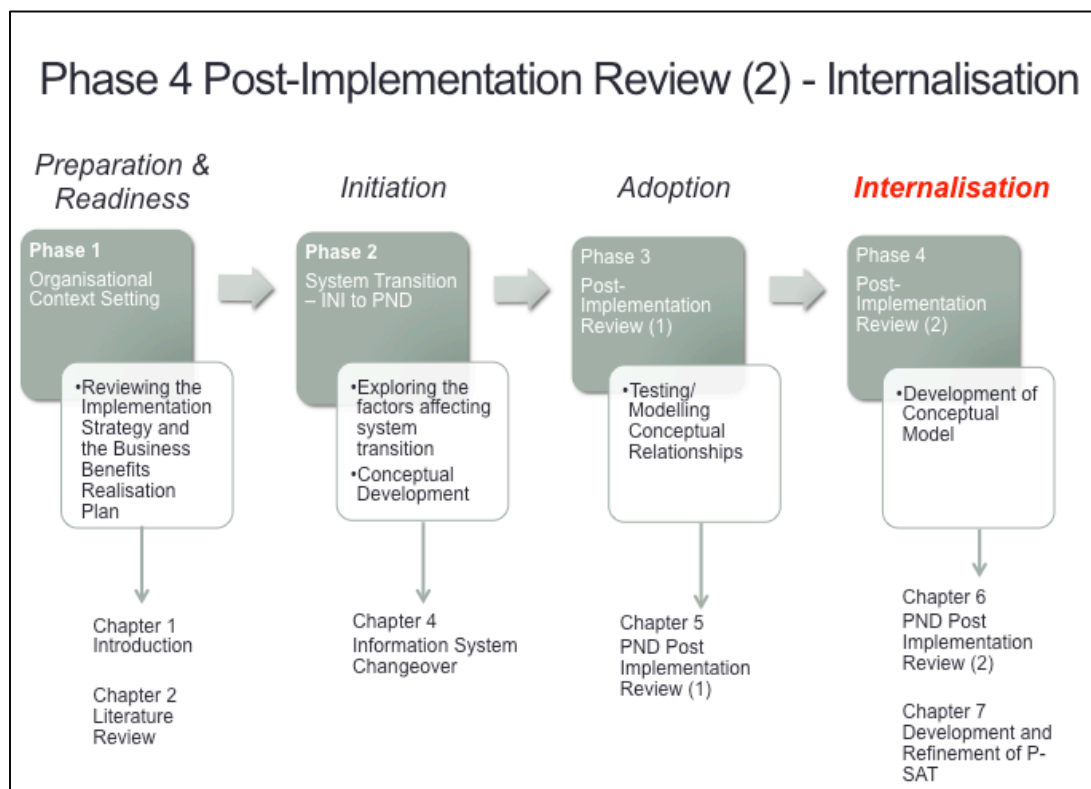 Phase 4 Post-Implementation Review (2) - Internalisation
Preparation &
Readiness
Initiation
Adoption
Internalisation
Phase 1
Organisational
Context Setting
•Reviewing the
Implementation
Strategy and
the Business
Benefits
Realisation
Plan
Chapter 1
Introduction
Chapter 2
Literature
Review
Phase 2
System Transition
– INI to PND
•Exploring the
factors affecting
system
transition
•Conceptual
Development
Chapter 4
Information System
Changeover
Phase 3
Post-
Implementation
Review (1)
•Testing/
Modelling
Conceptual
Relationships
Chapter 5
PND Post
Implementation
Review (1)
Phase 4
Post-
Implementation
Review (2)
•Development of
Conceptual
Model
Chapter 6
PND Post
Implementation
Review (2)
Chapter 7
Development and
Refinement of P-
SAT